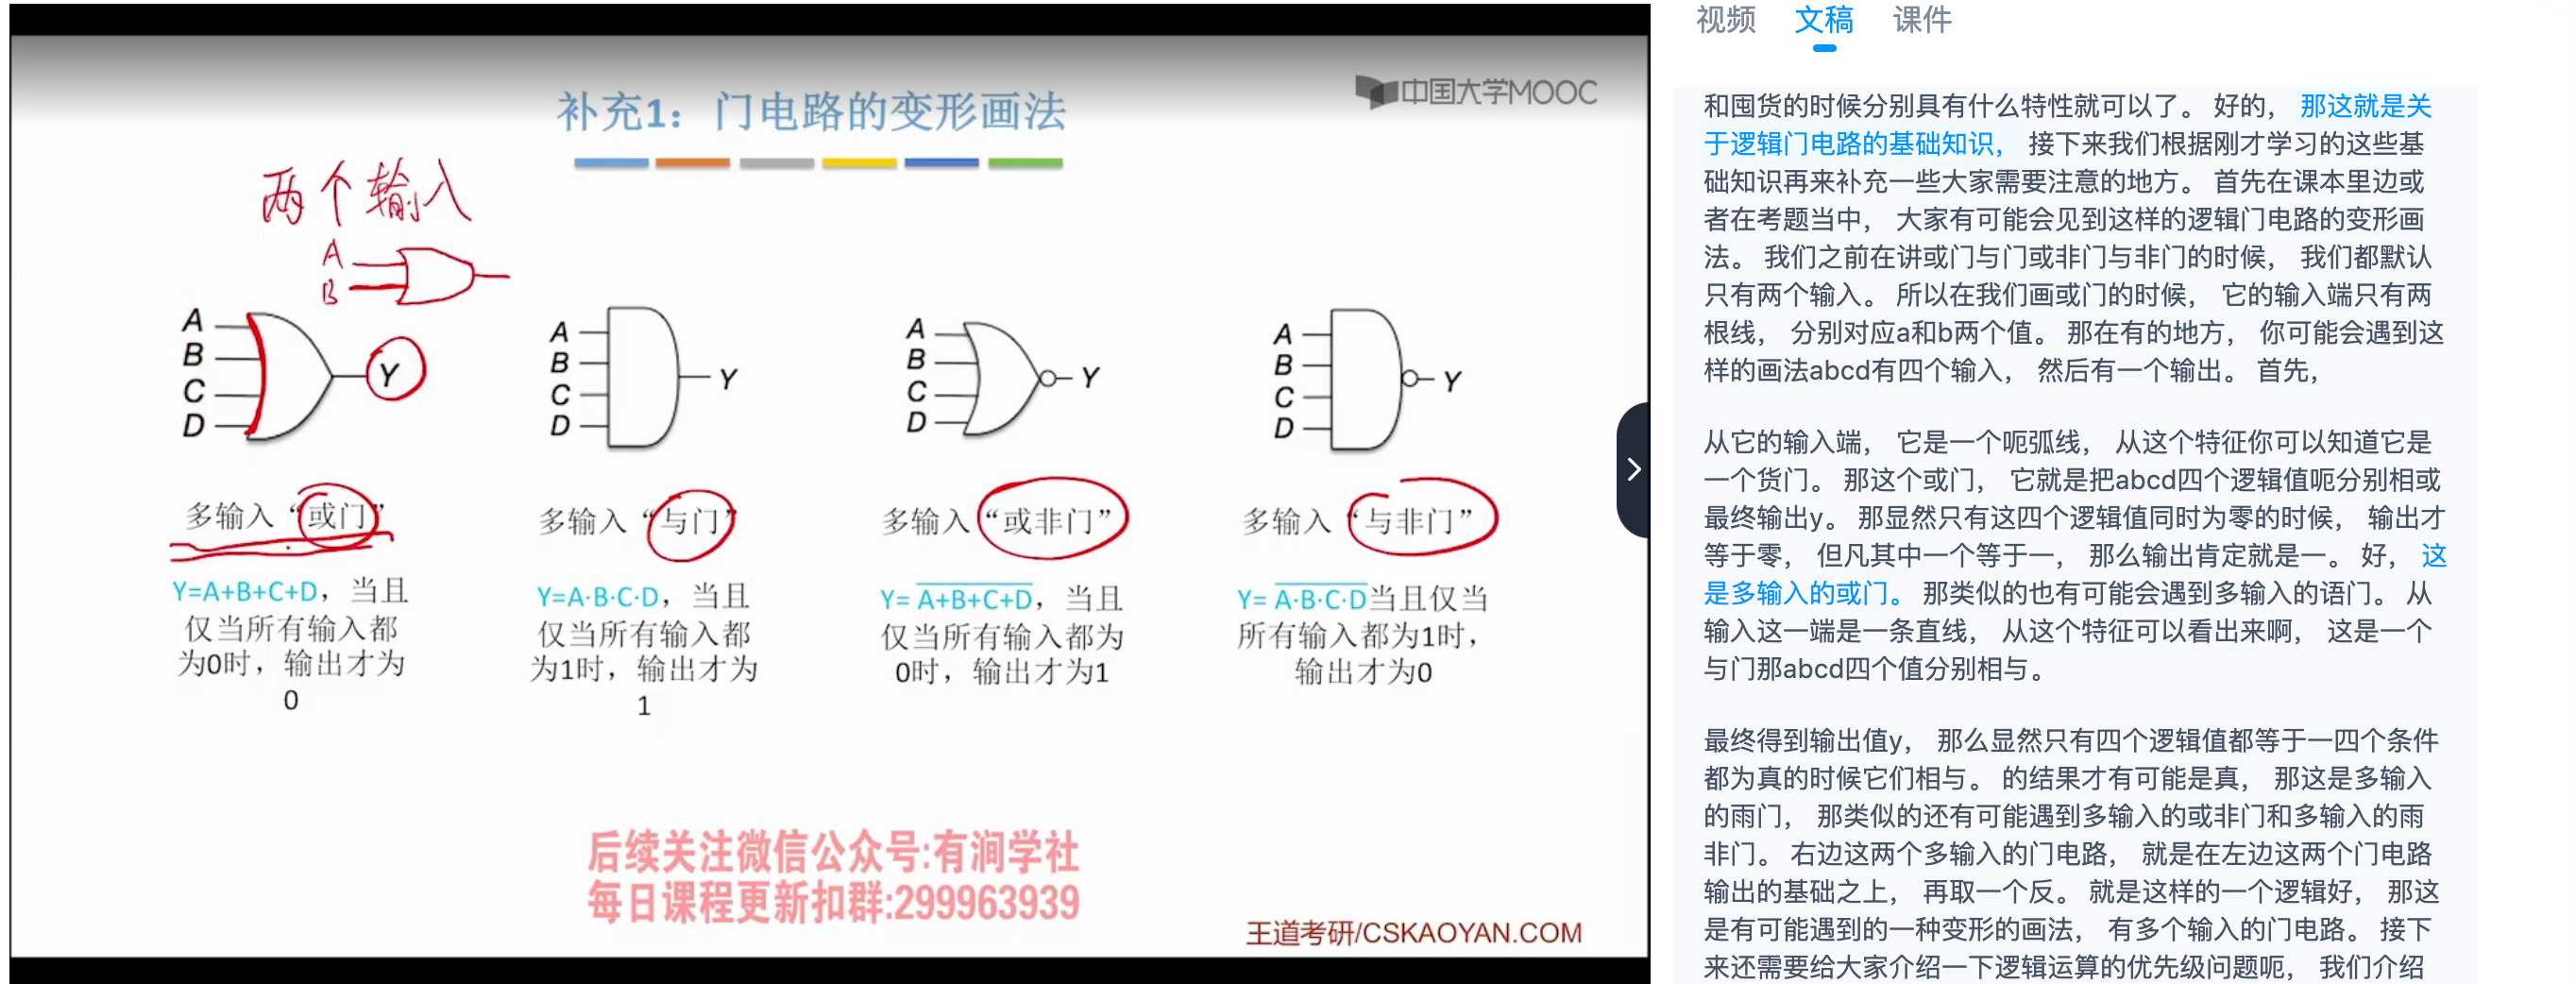 补充1：门电路的变形画法
中国大学MOOC
两个输入
A
B
A
B
C
D
Y
A
B
C
D
Y
A
B
C
D
Y
A
B
C
D
Y
多输入“或门”
Y=A+B+C+D，当且
仅当所有输入都
为0时，输出才为
0
多输入“与门”
Y=A·B·C·D，当且
仅当所有输入都
为1时，输出才为
1
多输入“或非门”
Y= A+B+C+D，当且
仅当所有输入都为
0时，输出才为1
多输入“与非门”
Y= A·B·C·D当且仅当
所有输入都为1时，
输出才为0
后续关注微信公众号:有涧学社
每日课程更新扣群:299963939
王道考研/CSKAOYAN.COM
视频 文稿 课件
和囤货的时候分别具有什么特性就可以了。 好的， 那这就是关
于逻辑门电路的基础知识， 接下来我们根据刚才学习的这些基
础知识再来补充一些大家需要注意的地方。 首先在课本里边或
者在考题当中， 大家有可能会见到这样的逻辑门电路的变形画
法。 我们之前在讲或门与门或非门与非门的时候， 我们都默认
只有两个输入。 所以在我们画或门的时候， 它的输入端只有两
根线， 分别对应a和b两个值。 那在有的地方， 你可能会遇到这
样的画法abcd有四个输入， 然后有一个输出。 首先，
从它的输入端， 它是一个呃弧线， 从这个特征你可以知道它是
一个货门。 那这个或门， 它就是把abcd四个逻辑值呃分别相或
最终输出y。 那显然只有这四个逻辑值同时为零的时候， 输出才
等于零， 但凡其中一个等于一， 那么输出肯定就是一。 好， 这
是多输入的或门。 那类似的也有可能会遇到多输入的语门。 从
输入这一端是一条直线， 从这个特征可以看出来啊， 这是一个
与门那abcd四个值分别相与。
最终得到输出值y， 那么显然只有四个逻辑值都等于一四个条件
都为真的时候它们相与。 的结果才有可能是真， 那这是多输入
的雨门， 那类似的还有可能遇到多输入的或非门和多输入的雨
非门。 右边这两个多输入的门电路， 就是在左边这两个门电路
输出的基础之上， 再取一个反。 就是这样的一个逻辑好， 那这
是有可能遇到的一种变形的画法， 有多个输入的门电路。 接下
来还需要给大家介绍一下逻辑运算的优先级问题呃， 我们介绍